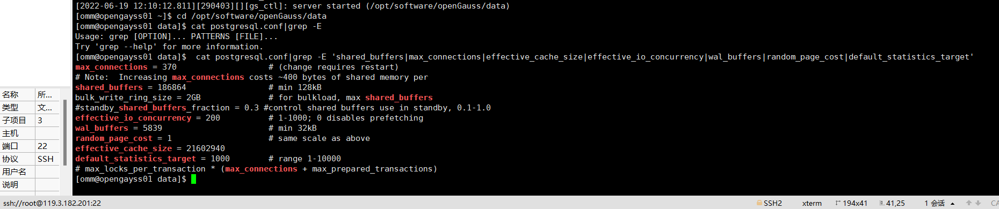 [2022-06-19 12:10:12.811][290403][][gs_ctl]: server started (/opt/software/openGauss/data)
[omm@opengayss01 ~]$ cd /opt/software/openGauss/data
[omm@opengayss01 data]$ cat postgresql.conf|grep -E
Usage: grep [OPTION]... PATTERNS [FILE]...
Try 'grep --help' for more information.
[omm@opengayss01 data]$  cat postgresql.conf|grep -E 'shared_buffers|max_connections|effective_cache_size|effective_io_concurrency|wal_buffers|random_page_cost|default_statistics_target'
max_connections = 370                   # (change requires restart)
# Note:  Increasing max_connections costs ~400 bytes of shared memory per
shared_buffers = 186864                 # min 128kB
bulk_write_ring_size = 2GB              # for bulkload, max shared_buffers
#standby_shared_buffers_fraction = 0.3 #control shared buffers use in standby, 0.1-1.0
effective_io_concurrency = 200          # 1-1000; 0 disables prefetching
wal_buffers = 5839                      # min 32kB
random_page_cost = 1                    # same scale as above
effective_cache_size = 21602940
default_statistics_target = 1000        # range 1-10000
# max_locks_per_transaction * (max_connections + max_prepared_transactions)
[omm@opengayss01 data]$
名称 所...
类型 文...
子项目 3
主机
端口 22
协议 SSH
用户名
说明
ssh://root@119.3.182.201:22 SSH2 xterm 194x41 41,25 1 会话 CA